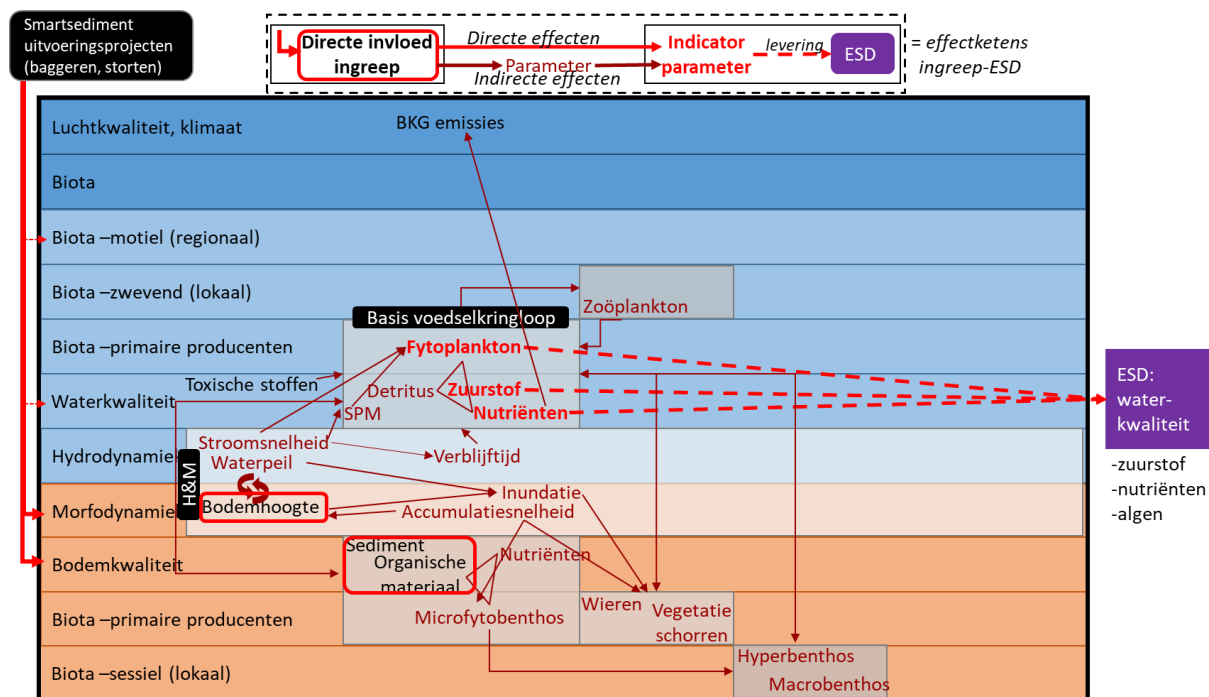 Smartsediment
uitvoeringsprojecten
(baggeren, storten)
Directe invloed
ingreep
Directe effecten
Parameter
Indirecte effecten
Indicator
parameter
levering
ESD
= effectketens
ingreep-ESD
Luchtkwaliteit, klimaat
BKG emissies
Biota
Biota –motiel (regionaal)
Biota –zwevend (lokaal)
Zoöplankton
Basis voedselkringloop
Biota –primaire producenten
Fytoplankton
Toxische stoffen
Detritus
Zuurstof
Waterkwaliteit
SPM
Nutriënten
ESD:
water-
kwaliteit
-zuurstof
-nutriënten
-algen
Hydrodynamiek
Stroomsnelheid
Waterpeil
Verblijftijd
H&M
Morfodynamiek
Bodemhoogte
Inundatie
Accumulatiesnelheid
Bodemkwaliteit
Sediment
Organische
materiaal
Nutriënten
Biota –primaire producenten
Microfytobenthos
Wieren
Vegetatie
schorren
Biota –sessiel (lokaal)
Hyperbenthos
Macrobenthos